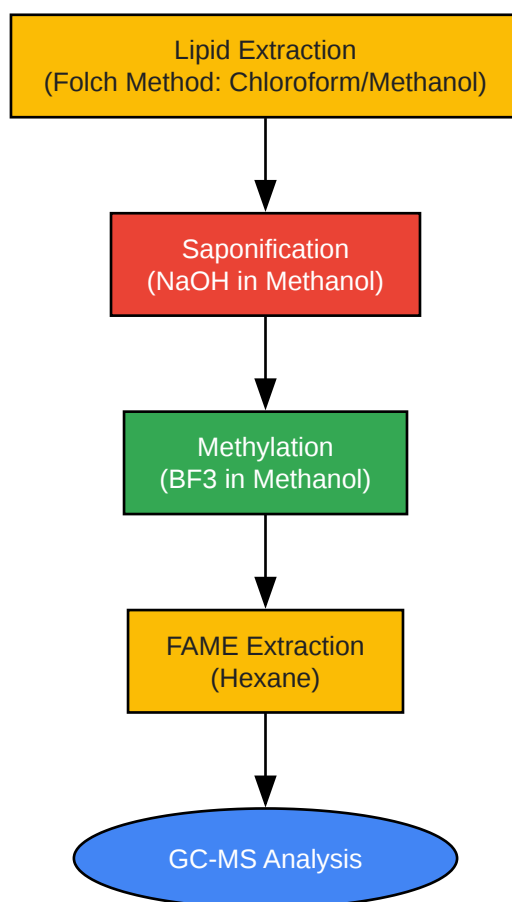 Lipid Extraction
(Folch Method: Chloroform/Methanol)
Saponification
(NaOH in Methanol)
Methylation
(BF3 in Methanol)
FAME Extraction
(Hexane)
GC-MS Analysis